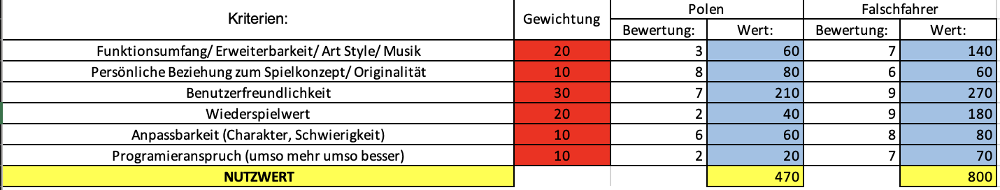 Kriterien: Gewichtung Polen Falschfahrer
Bewertung: Wert: Bewertung: Wert:
Funktionsumfang/ Erweiterbarkeit/ Art Style/ Musik 20 3 60 7 140
Persönliche Beziehung zum Spielkonzept/ Originalität 10 8 80 6 60
Benutzerfreundlichkeit 30 7 210 9 270
Wiederspielwert 20 2 40 9 180
Anpassbarkeit (Charakter, Schwierigkeit) 10 6 60 8 80
Programieranspruch (umso mehr umso besser) 10 2 20 7 70
NUTZWERT 470 800